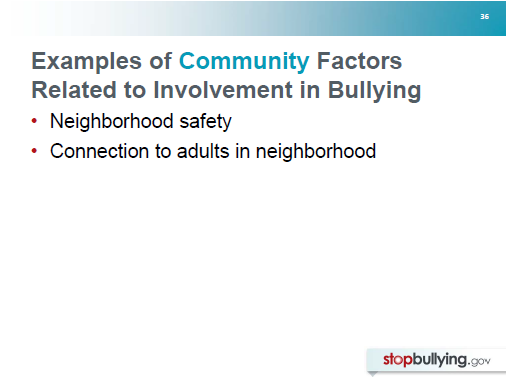 36
Examples of Community Factors
Related to Involvement in Bullying
• Neighborhood safety
• Connection to adults in neighborhood
stopbullying.gov